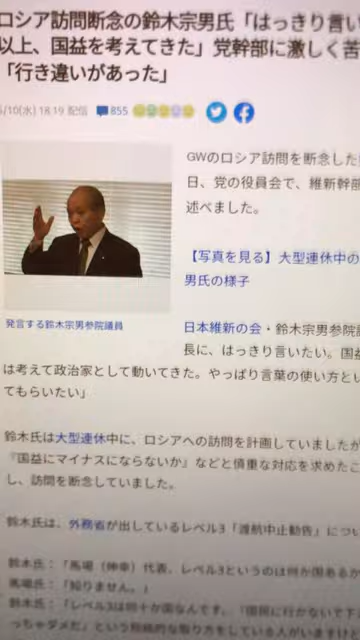 ロシア訪問断念の鈴木宗男氏「はっきり言い
以上、国益を考えてきた」党幹部に激しく苦
「行き違いがあった」
/10(水) 18:19 配信 855
GWのロシア訪問を断念した
日、党の役員会で、維新幹部
述べました。
【写真を見る】大型連休中の
男氏の様子
発言する鈴木宗男参院議員
日本維新の会・鈴木宗男参院
長に、はっきり言いたい。国益
は考えて政治家として動いてきた。やっぱり言葉の使い方とい
てもらいたい」
鈴木氏は大型連休中に、ロシアへの訪問を計画していましたが
『国益にマイナスにならないか』などと慎重な対応を求めたこ
し、訪問を断念していました。
鈴木氏は、外務省が出しているレベル3「渡航中止勧告」につい
鈴木氏：「馬場（伸幸）代表、レベル3というのは何か国あるか
馬場氏：「知りません。」
鈴木氏：「レベル3は何十か国なんです。